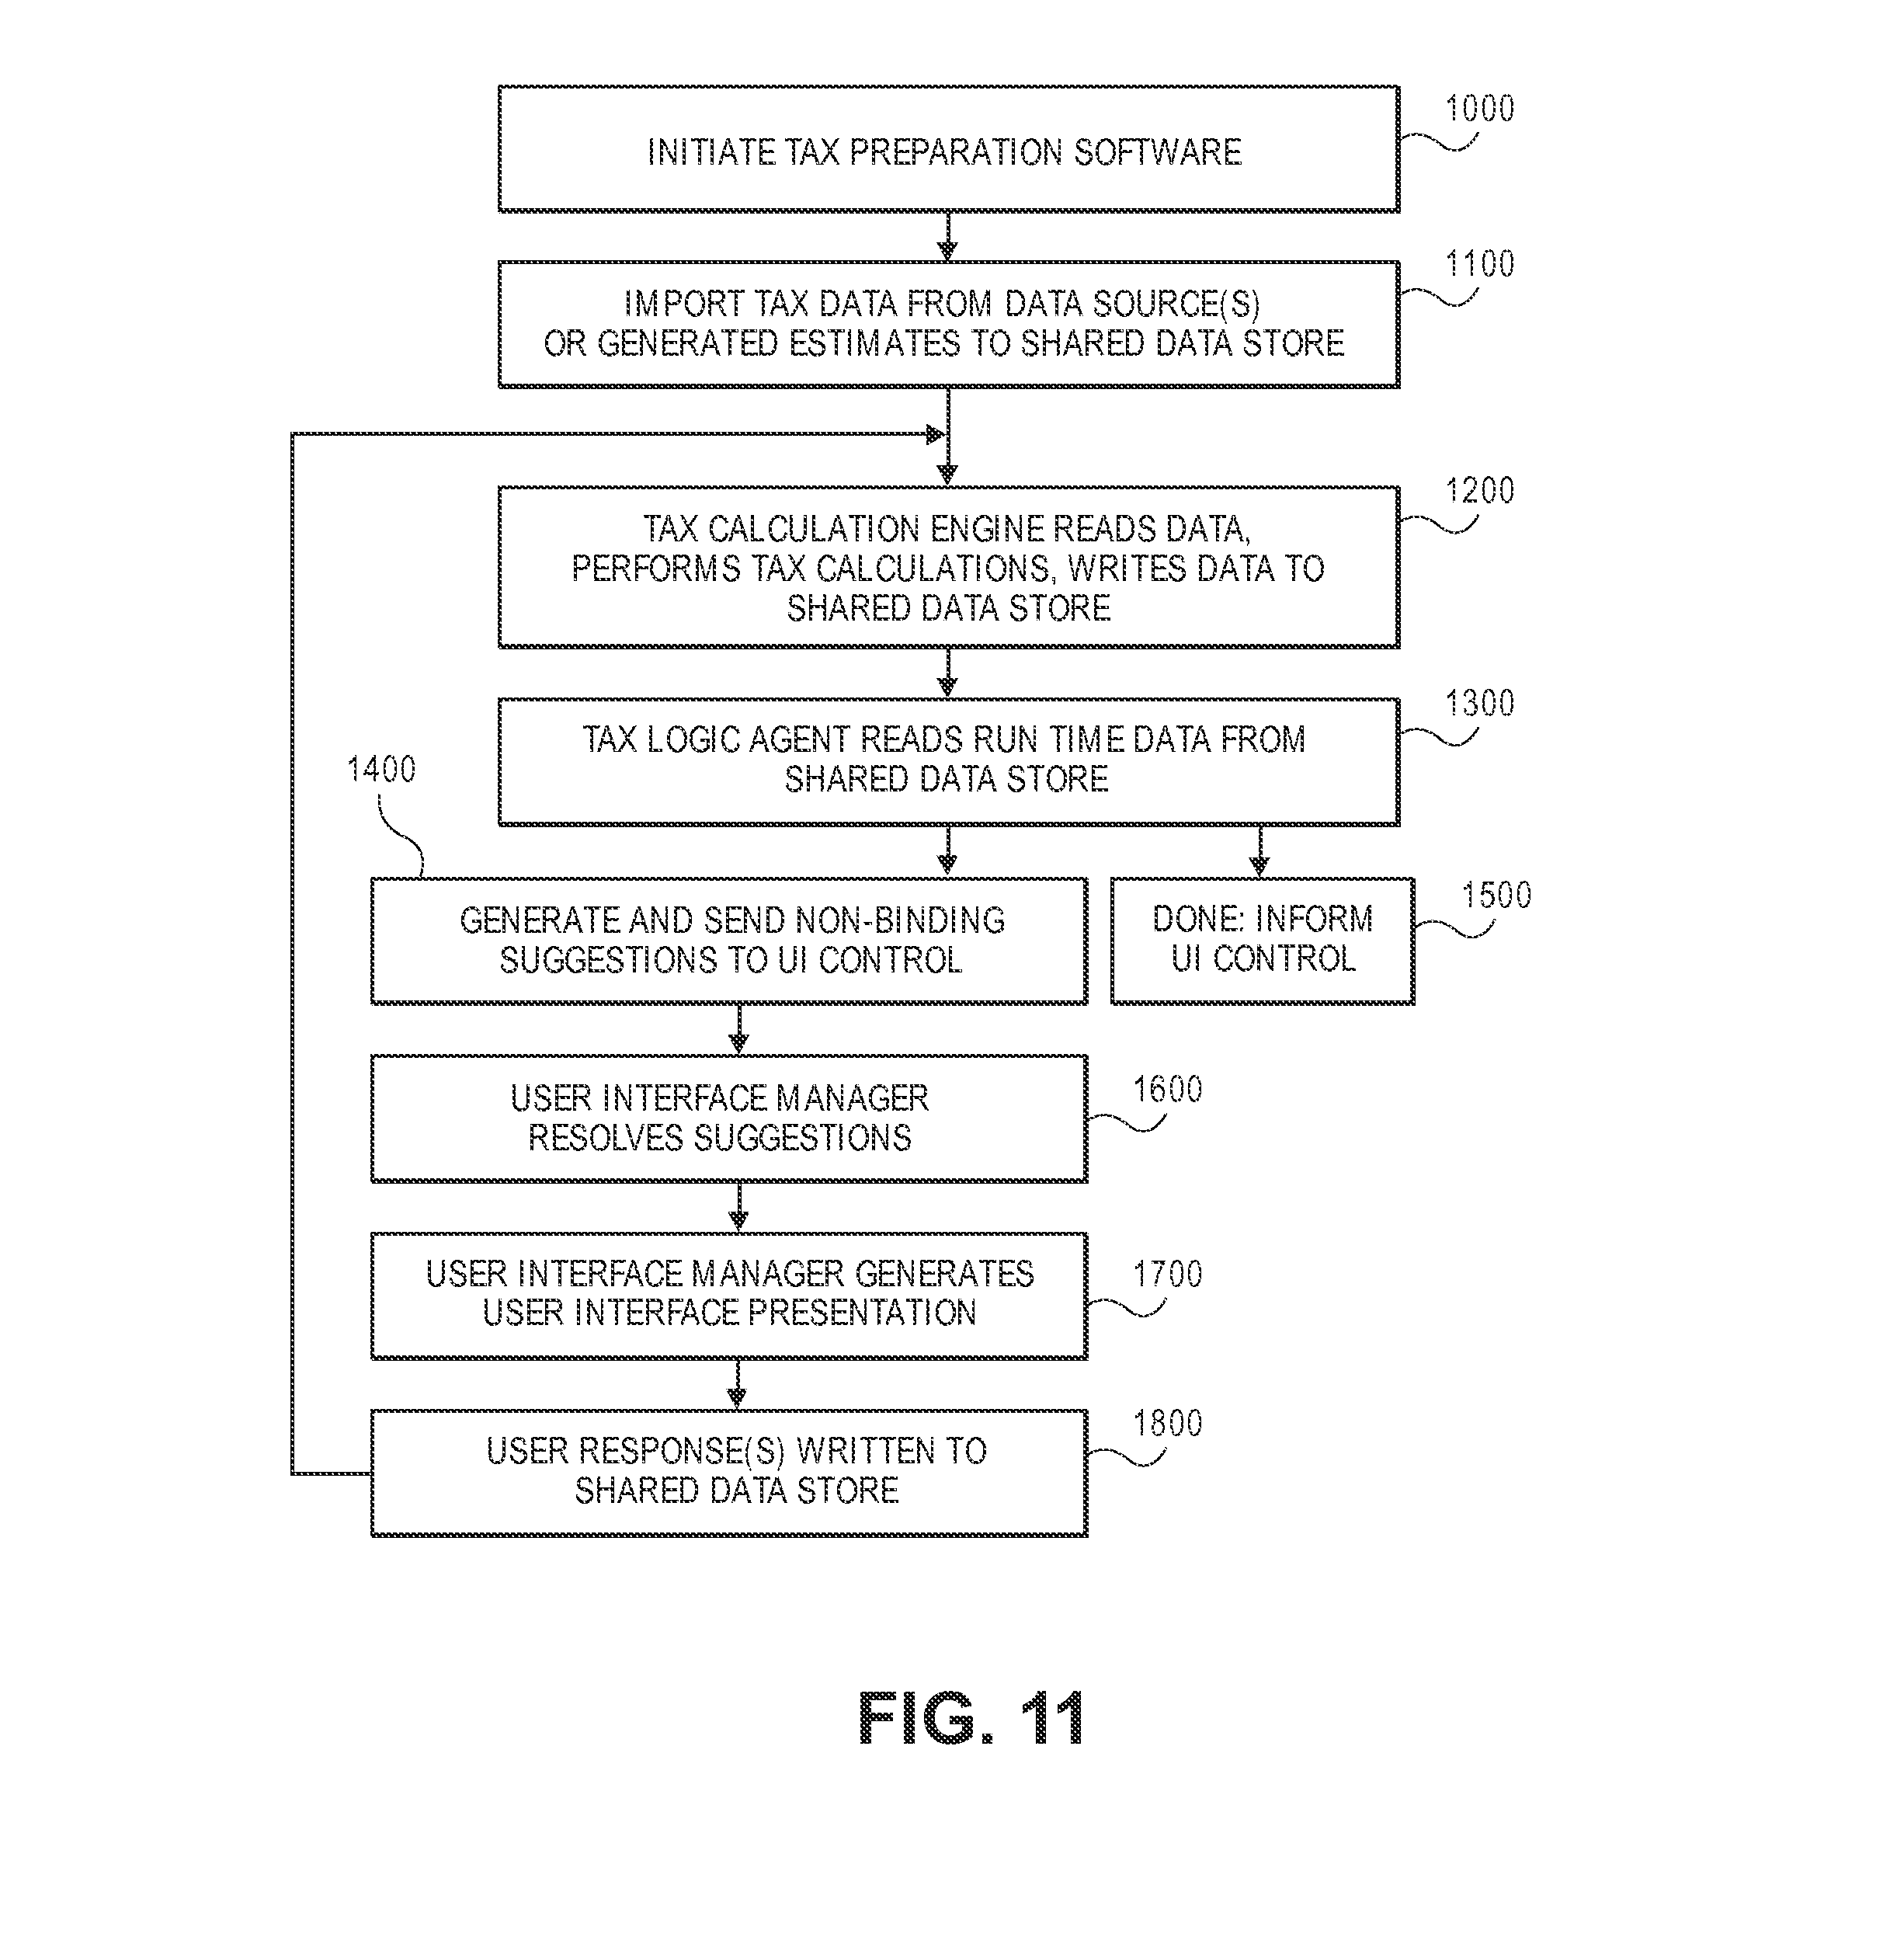 INITIATE TAX PREPARATION SOFTWARE
1000
IMPORT TAX DATA FROM DATA SOURCE(S)
OR GENERATED ESTIMATES TO SHARED DATA STORE
1100
TAX CALCULATION ENGINE READS DATA,
PERFORMS TAX CALCULATIONS, WRITES DATA TO
SHARED DATA STORE
1200
TAX LOGIC AGENT READS RUN TIME DATA FROM
SHARED DATA STORE
1300
1400
GENERATE AND SEND NON-BINDING
SUGGESTIONS TO UI CONTROL
DONE: INFORM
UI CONTROL
1500
USER INTERFACE MANAGER
RESOLVES SUGGESTIONS
1600
USER INTERFACE MANAGER GENERATES
USER INTERFACE PRESENTATION
1700
USER RESPONSE(S) WRITTEN TO
SHARED DATA STORE
1800
FIG. 11